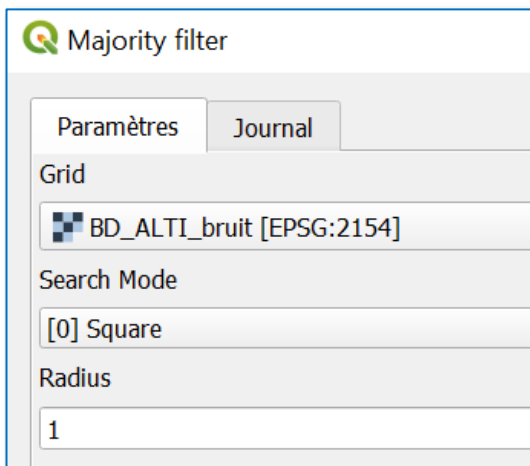 Majority filter
Paramètres Journal
Grid
BD_ALTI_bruit [EPSG:2154]
Search Mode
[0] Square
Radius
1